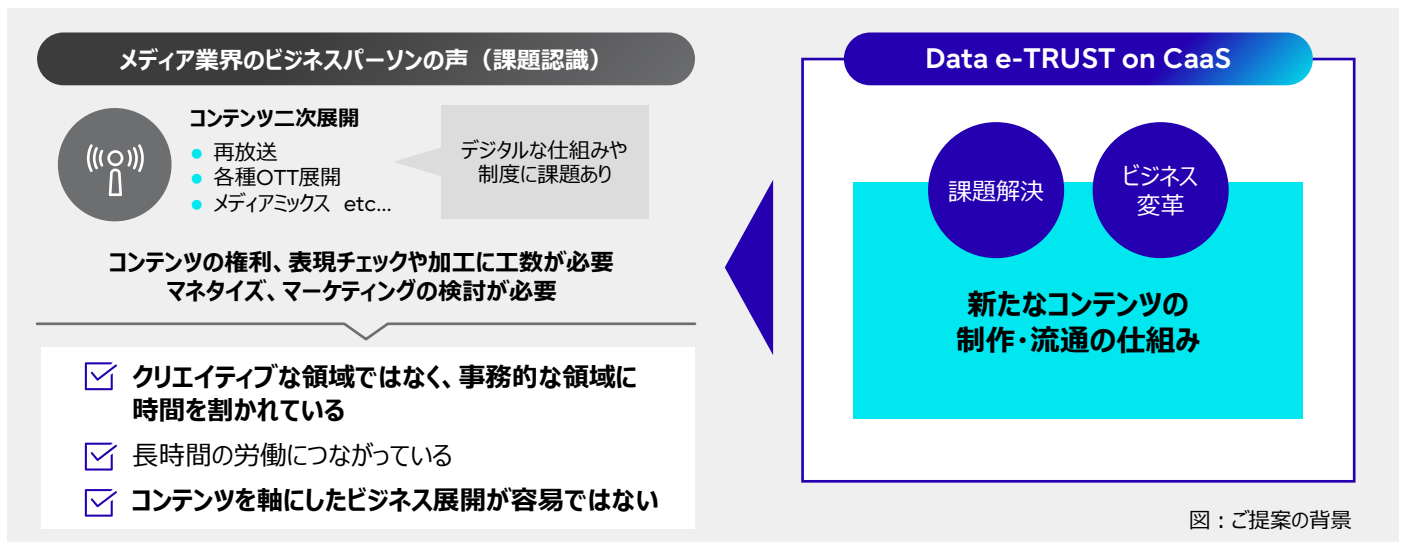 メディア業界のビジネスパーソンの声（課題認識）
コンテンツ二次展開
● 再放送
● 各種OTT展開
● メディアミックス etc...
デジタルな仕組みや
制度に課題あり
コンテンツの権利、表現チェックや加工に工数が必要
マネタイズ、マーケティングの検討が必要
クリエイティブな領域ではなく、事務的な領域に
時間を割かれている
長時間の労働につながっている
コンテンツを軸にしたビジネス展開が容易ではない
Data e-TRUST on CaaS
課題解決
ビジネス
変革
新たなコンテンツの
制作・流通の仕組み
図：ご提案の背景